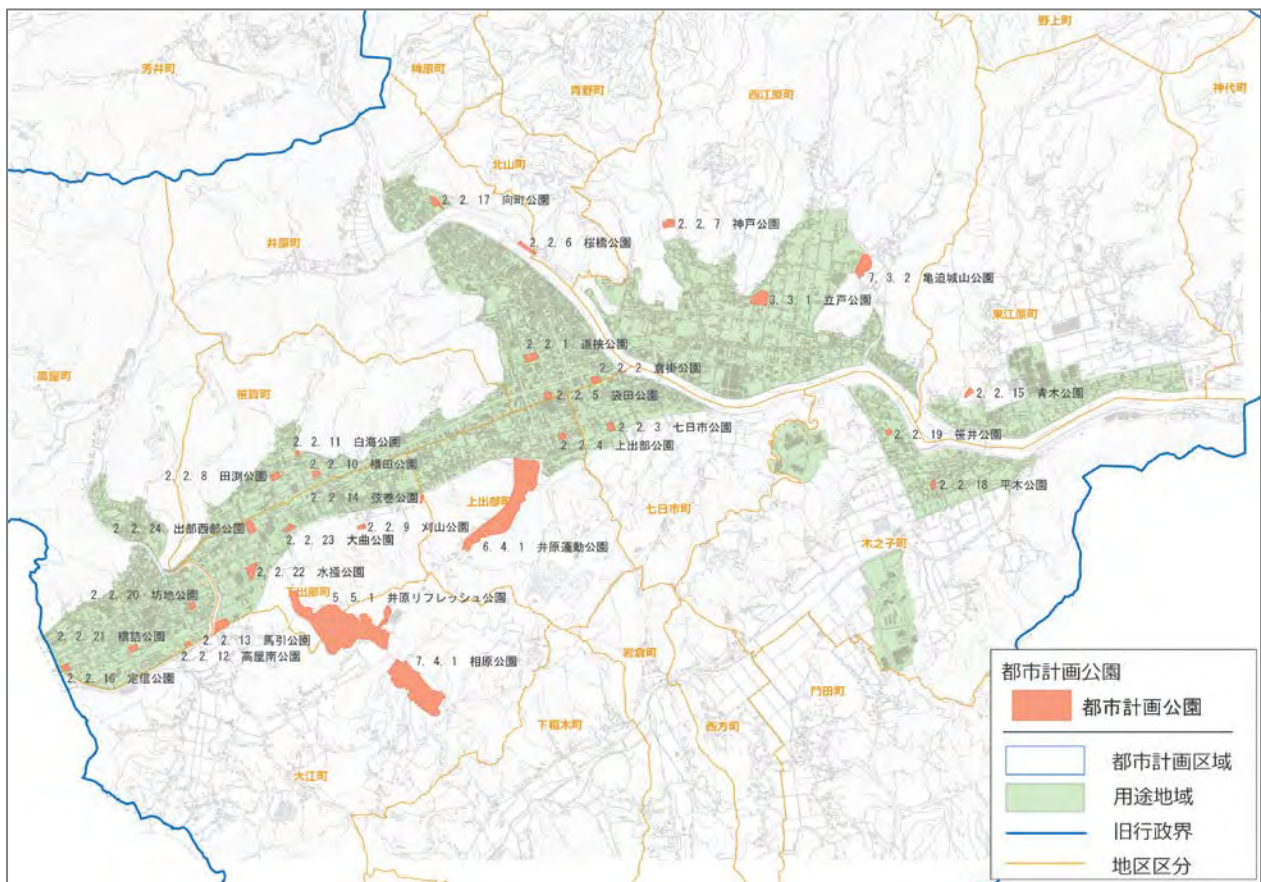 野上町
芳井町
稗原町
青野町
西江原町
神代町
北山町
2. 2. 17 向町公園
2. 2. 7 神戸公園
井原町
2. 2. 6 桜橋公園
7. 3. 2 亀迫城山公園
3. 3. 1 立戸公園
東江原町
2. 2. 1 道挟公園
高屋町
2. 2. 2 倉掛公園
笹賀町
2. 2. 5 袋田公園
2. 2. 15 青木公園
2. 2. 3 七日市公園
2. 2. 19 笹井公園
2. 2. 11 白海公園
2. 2. 4 上出部公園
2. 2. 10 横田公園
2. 2. 8 田渕公園
2. 2. 18 平木公園
2. 2. 14 弦巻公園
上出部町
七日市町
2. 2. 24 出部西部公園
2. 2. 9 刈山公園
2. 2. 23 大曲公園
木之子町
6. 4. 1 井原運動公園
2. 2. 22 水掻公園
下出部町
5. 5. 1 井原リフレッシュ公園
2. 2. 20 坊地公園
2. 2. 21 橋詰公園
2. 2. 13 馬引公園
2. 2. 12 高屋南公園
岩倉町
7. 4. 1 相原公園
2. 2. 16 定信公園
門田町
下稲木町
西方町
大江町
都市計画公園
都市計画公園
都市計画区域
用途地域
旧行政界
地区区分